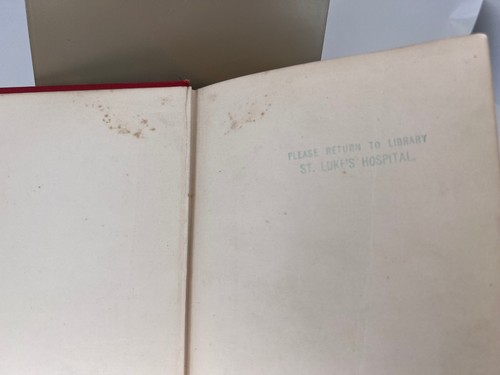 PLEASE RETURN TO LIBRARY
ST. LUKE'S HOSPITAL.